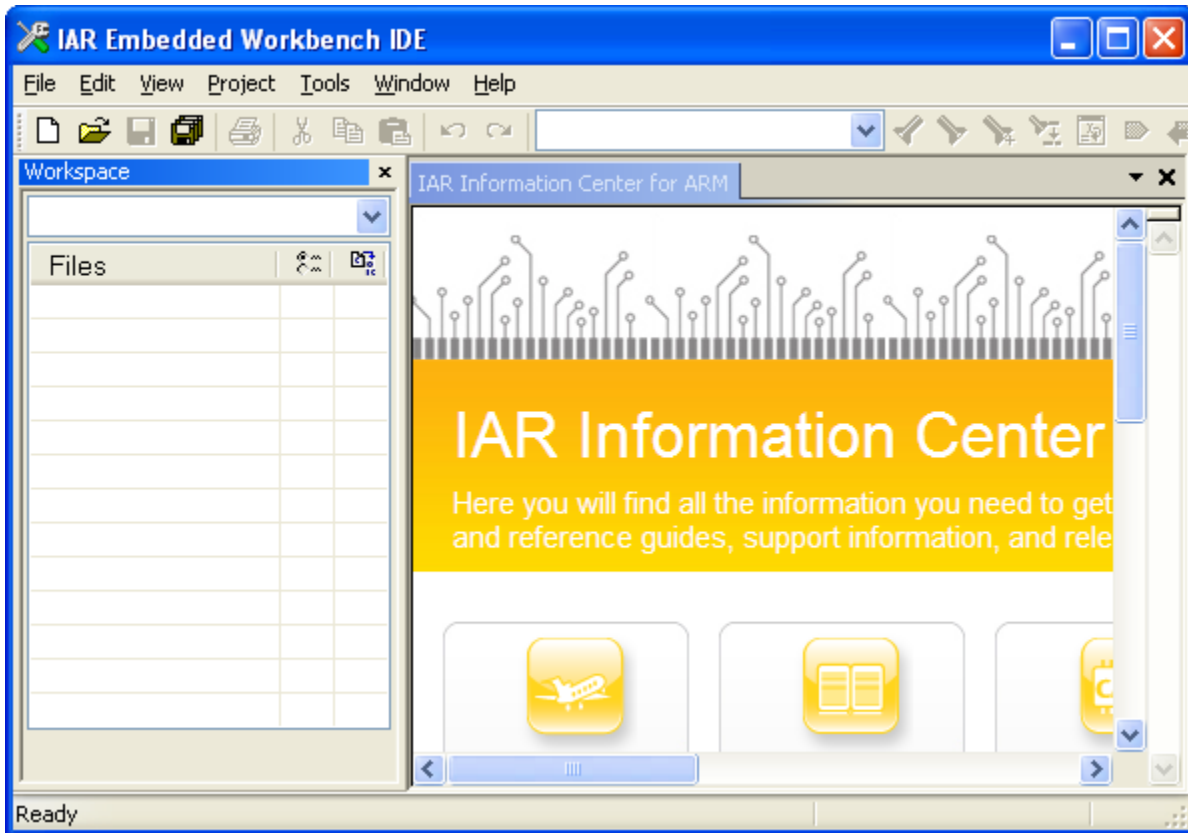 IAR Embedded Workbench IDE
File Edit View Project Tools Window Help
Workspace
IAR Information Center for ARM
Files
IAR Information Center
Here you will find all the information you need to get
and reference guides, support information, and rele
Ready